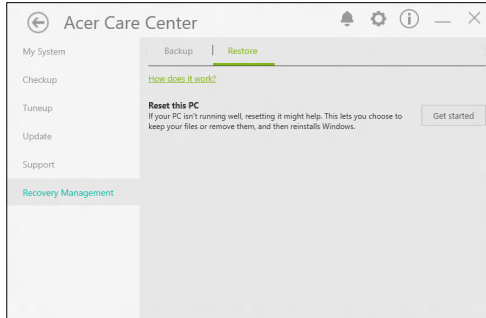 Acer Care Center
My System
Checkup
Tuneup
Update
Support
Recovery Management
Backup | Restore
How does it work?
Reset this PC
If your PC isn't running well, resetting it might help. This lets you choose to
keep your files or remove them, and then reinstalls Windows.
Get started